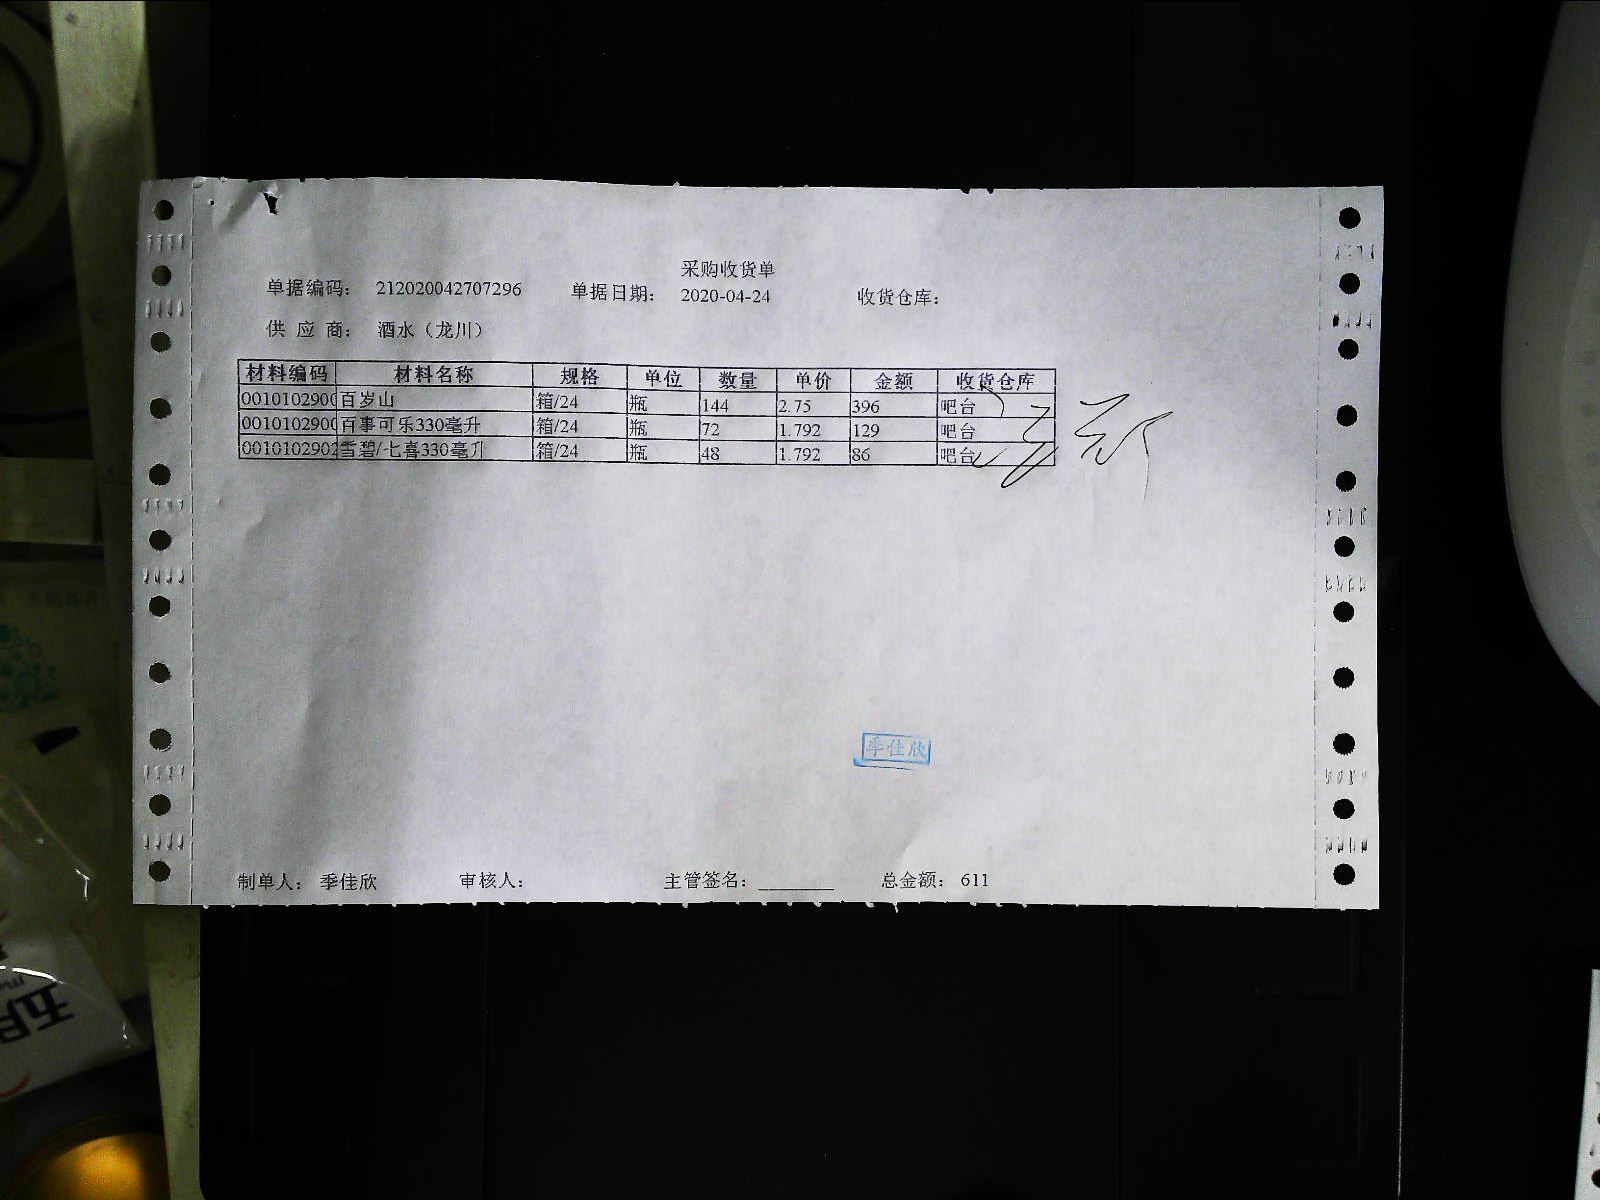 采购收货单
单据编码： 212020042707296 单据日期： 2020-04-24 收货仓库：
供 应 商： 酒水（龙川）
材料编码 材料名称 规格 单位 数量 单价 金额 收货仓库
0010102900 百岁山 箱/24 瓶 144 2.75 396 吧台
0010102900 百事可乐330毫升 箱/24 瓶 72 1.792 129 吧台
0010102902 雪碧/七喜330毫升 箱/24 瓶 48 1.792 86 吧台
季佳欣
制单人： 季佳欣 审核人： 主管签名：_______ 总金额： 611